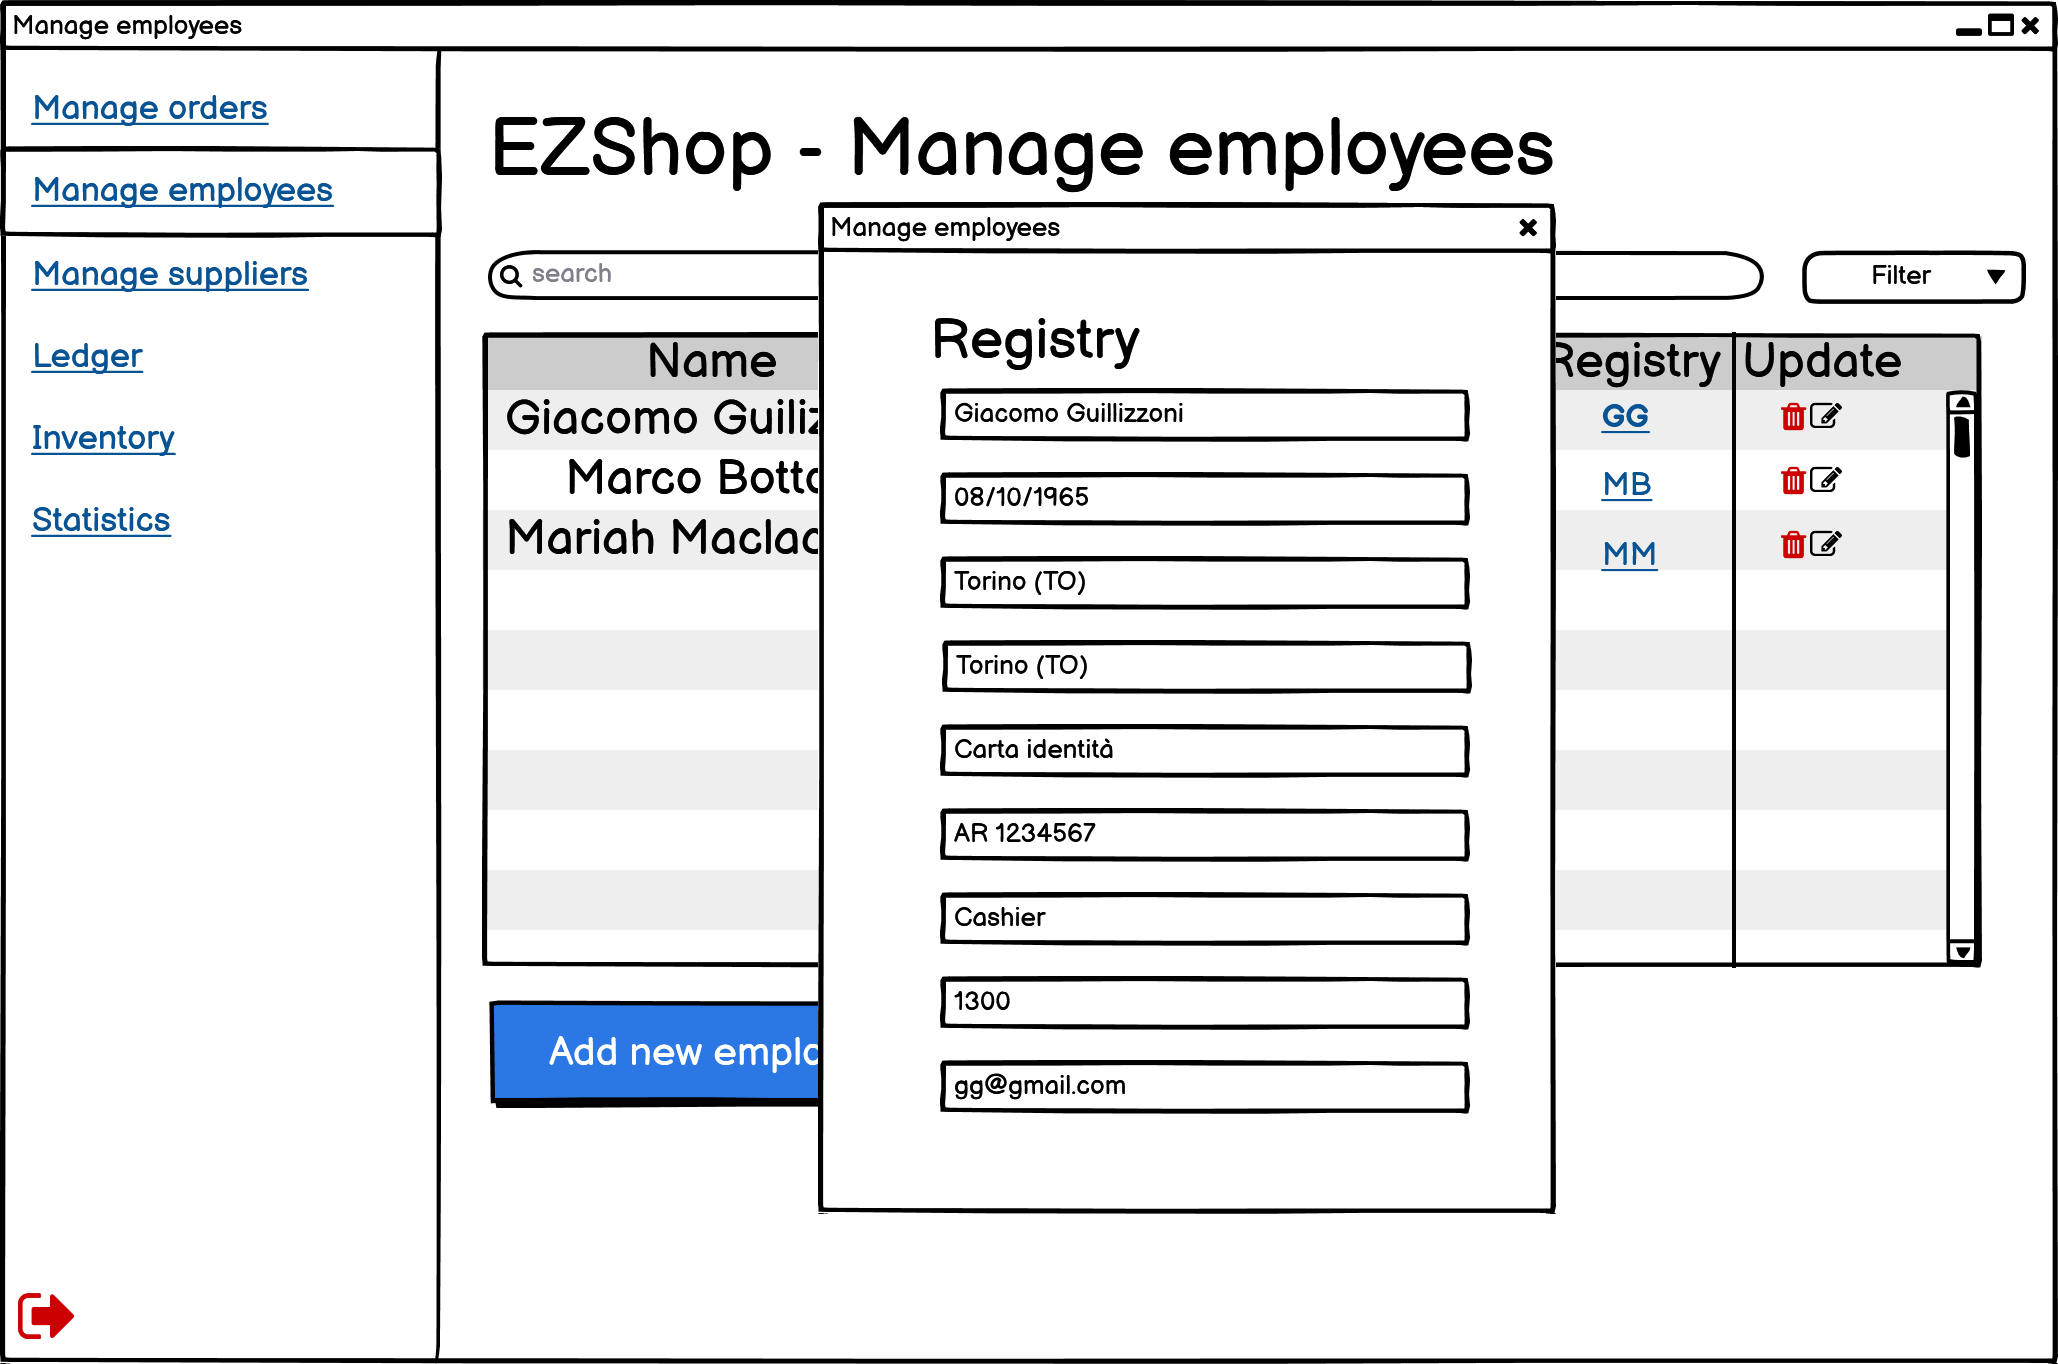 Manage employees
Manage orders
Manage employees
Manage suppliers
Ledger
Inventory
Statistics
EZShop - Manage employees
search
Filter
Name
Registry
Update
Giacomo Guiliz
GG
Marco Botto
MB
Mariah Maclac
MM
Add new emplo
Manage employees
Registry
Giacomo Guillizzoni
08/10/1965
Torino (TO)
Torino (TO)
Carta identità
AR 1234567
Cashier
1300
gg@gmail.com